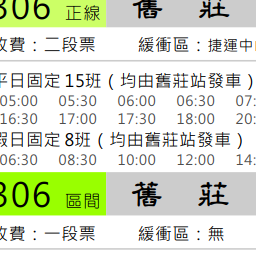 306 正線 舊 莊
收費：二段票 緩衝區：捷運中
平日固定 15班（均由舊莊站發車）
05:00 05:30 06:00 06:30 07:
16:30 17:00 17:30 18:00 20:
假日固定 8班（均由舊莊站發車）
06:30 08:30 10:00 12:00 14:
306 區間 舊 莊
收費：一段票 緩衝區：無